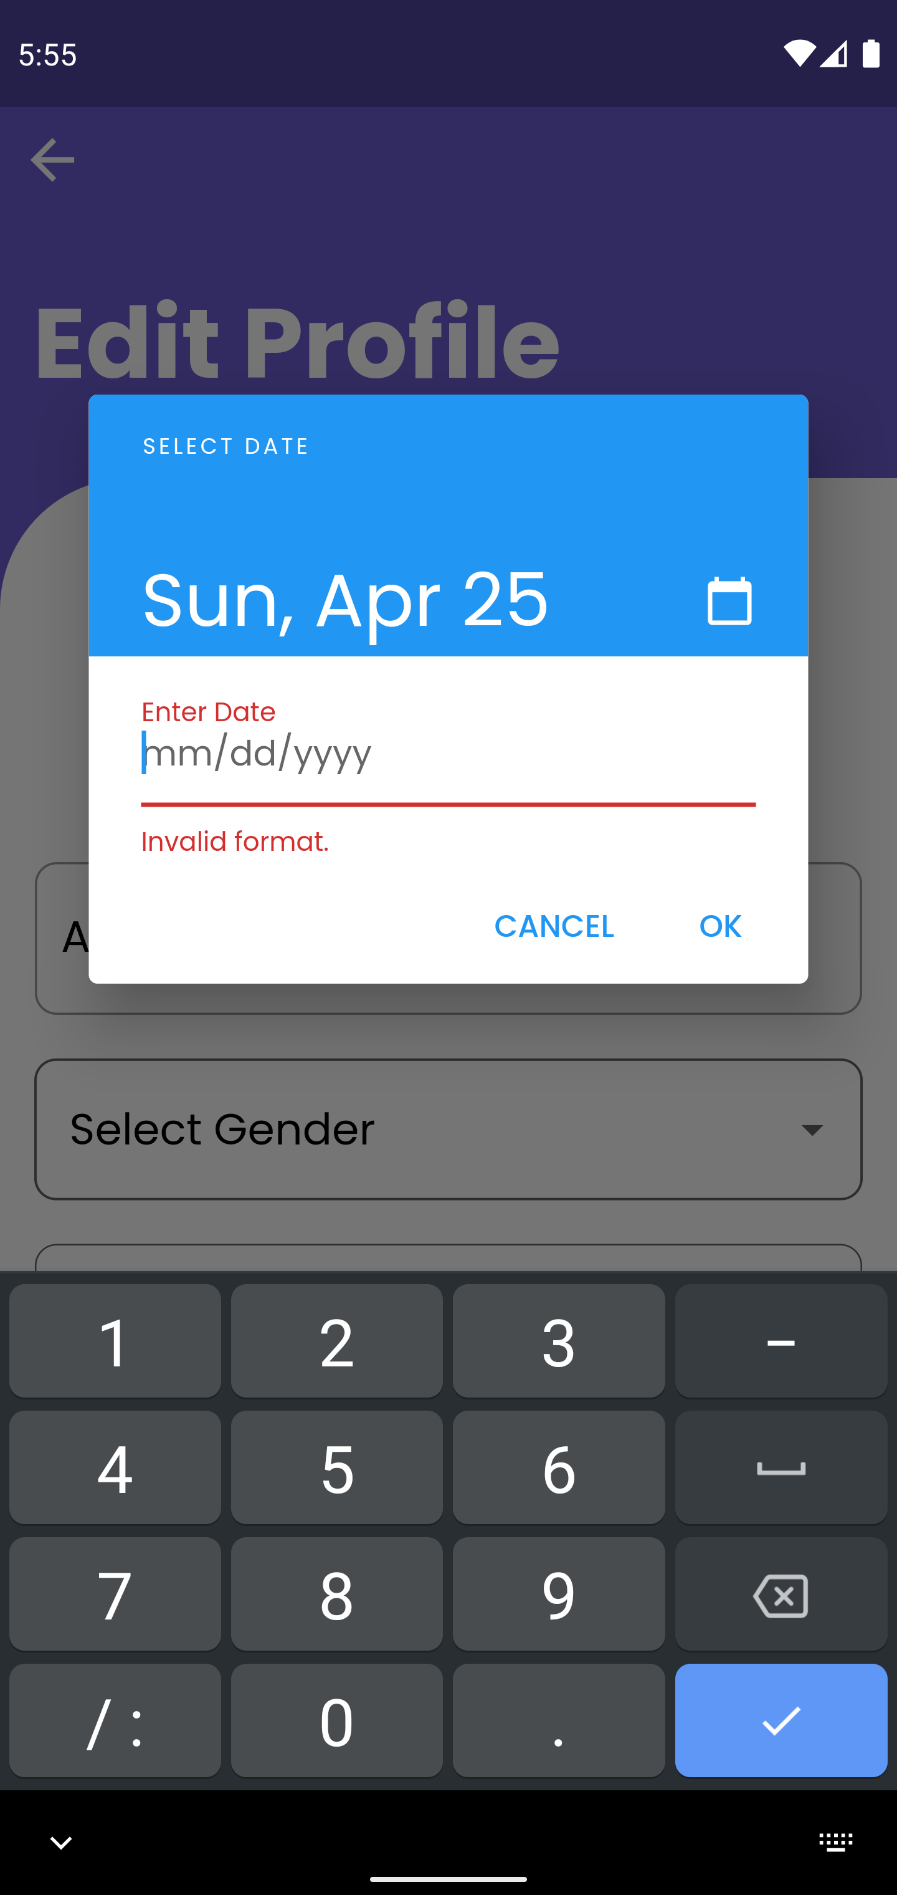 5:55
Edit Profile
SELECT DATE
Sun, Apr 25
Enter Date
mm/dd/yyyy
Invalid format.
CANCEL OK
A
Select Gender
1 2 3 -
4 5 6
7 8 9
/ : 0 .